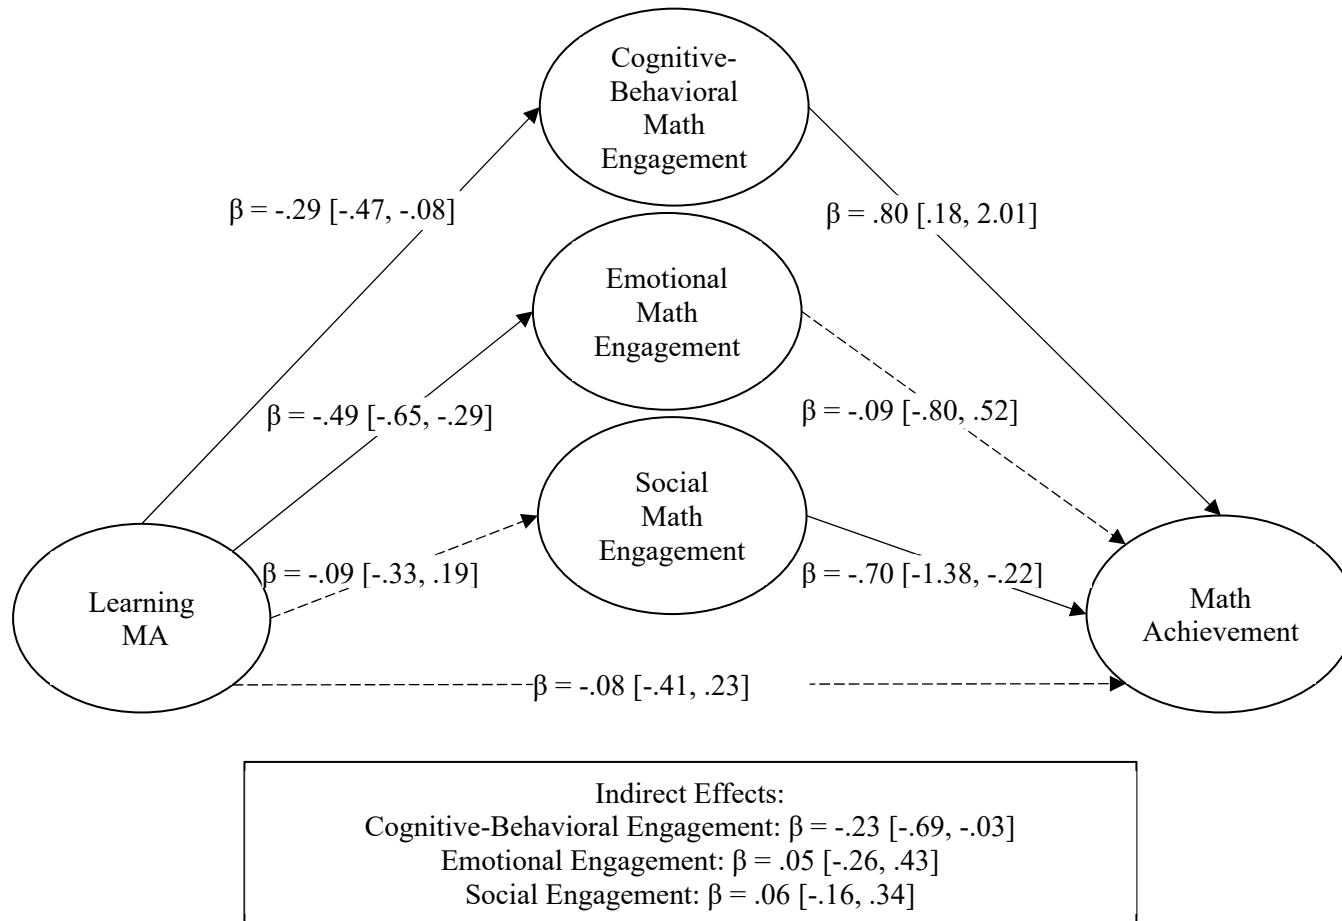 Cognitive-
Behavioral
Math
Engagement
β = -.29 [-.47, -.08]
β = .80 [.18, 2.01]
Emotional
Math
Engagement
β = -.49 [-.65, -.29]
β = -.09 [-.80, .52]
Social
Math
Engagement
β = -.09 [-.33, .19]
β = -.70 [-1.38, -.22]
Learning
MA
Math
Achievement
β = -.08 [-.41, .23]
Indirect Effects:
Cognitive-Behavioral Engagement: β = -.23 [-.69, -.03]
Emotional Engagement: β = .05 [-.26, .43]
Social Engagement: β = .06 [-.16, .34]